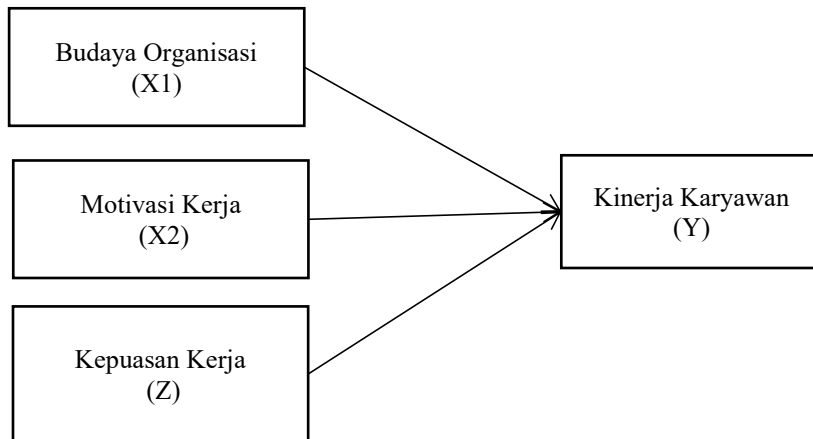 Budaya Organisasi
(X1)
Motivasi Kerja
(X2)
Kinerja Karyawan
(Y)
Kepuasan Kerja
(Z)